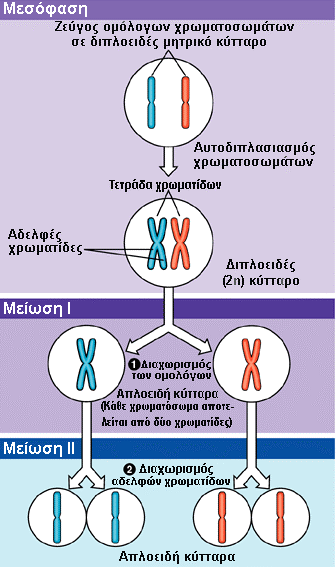 Μεσόφαση
Ζεύγος ομόλογων χρωματοσωμάτων
σε διπλοειδές μητρικό κύτταρο
Αυτοδιπλασιασμός
χρωματοσωμάτων
Τετράδα χρωματίδων
Αδελφές
χρωματίδες
Διπλοειδές
(2n) κύτταρο
Μείωση Ι
1 Διαχωρισμός
των ομολόγων
Απλοειδή κύτταρα
(Κάθε χρωματόσωμα αποτε-
λείται από δύο χρωματίδες)
Μείωση ΙΙ
2 Διαχωρισμός
αδελφών χρωματίδων
Απλοειδή κύτταρα